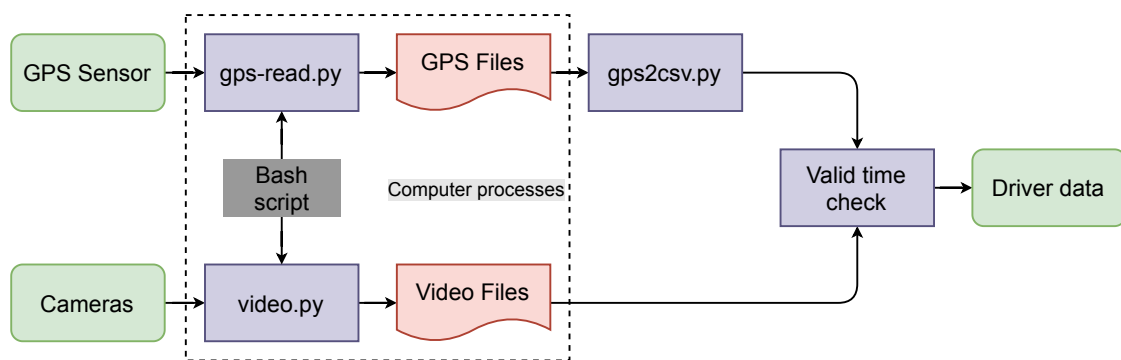 GPS Sensor
gps-read.py
GPS Files
gps2csv.py
Bash
script
Computer processes
Valid time
check
Driver data
Cameras
video.py
Video Files